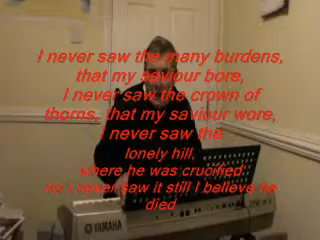 I never saw the many burdens,
that my saviour bore,
I never saw the crown of
thorns, that my saviour wore,
I never saw the
lonely hill,
where he was crucified
no I never saw it still I believe he
died
YAMAHA